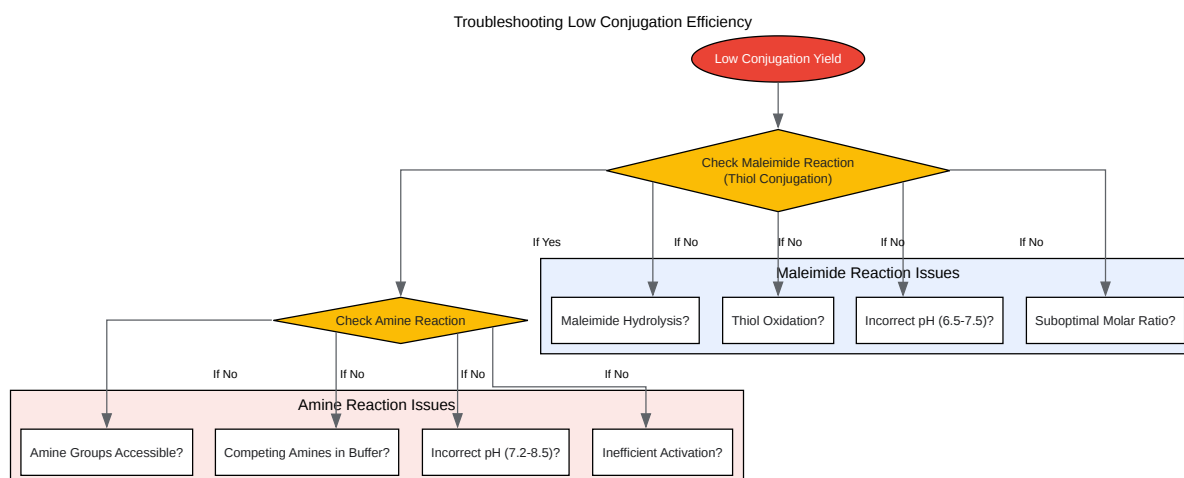 Troubleshooting Low Conjugation Efficiency
Low Conjugation Yield
Check Maleimide Reaction
(Thiol Conjugation)
If Yes
If No
If No
If No
If No
Maleimide Reaction Issues
Maleimide Hydrolysis?
Thiol Oxidation?
Incorrect pH (6.5-7.5)?
Suboptimal Molar Ratio?
Check Amine Reaction
If No
If No
If No
If No
Amine Reaction Issues
Amine Groups Accessible?
Competing Amines in Buffer?
Incorrect pH (7.2-8.5)?
Inefficient Activation?